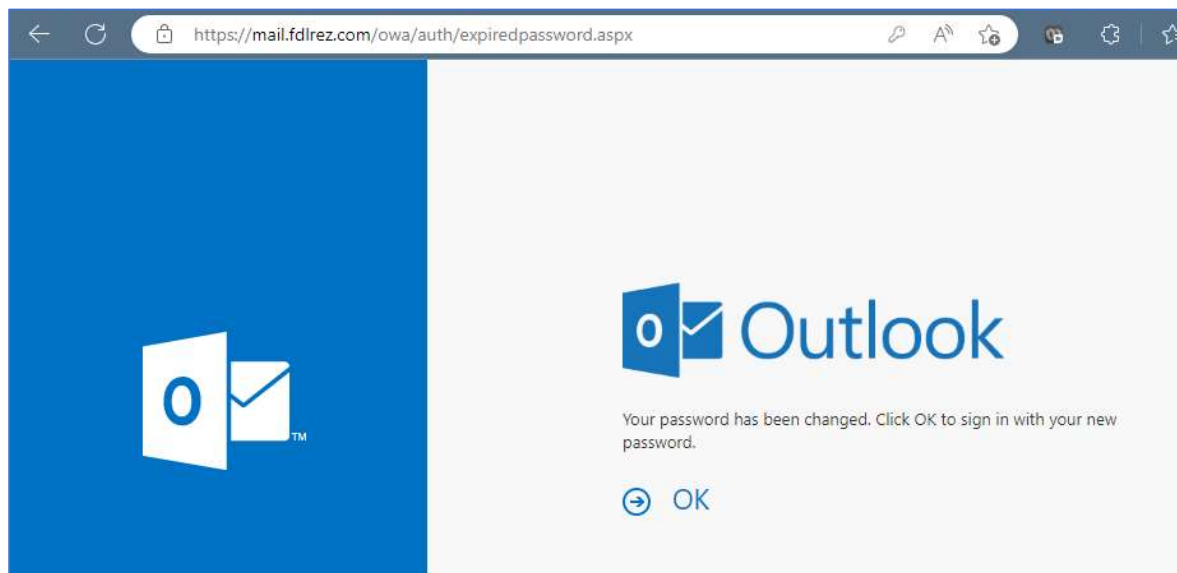 https://mail.fdlrez.com/owa/auth/expiredpassword.aspx
Outlook
TM
Your password has been changed. Click OK to sign in with your new
password.
OK